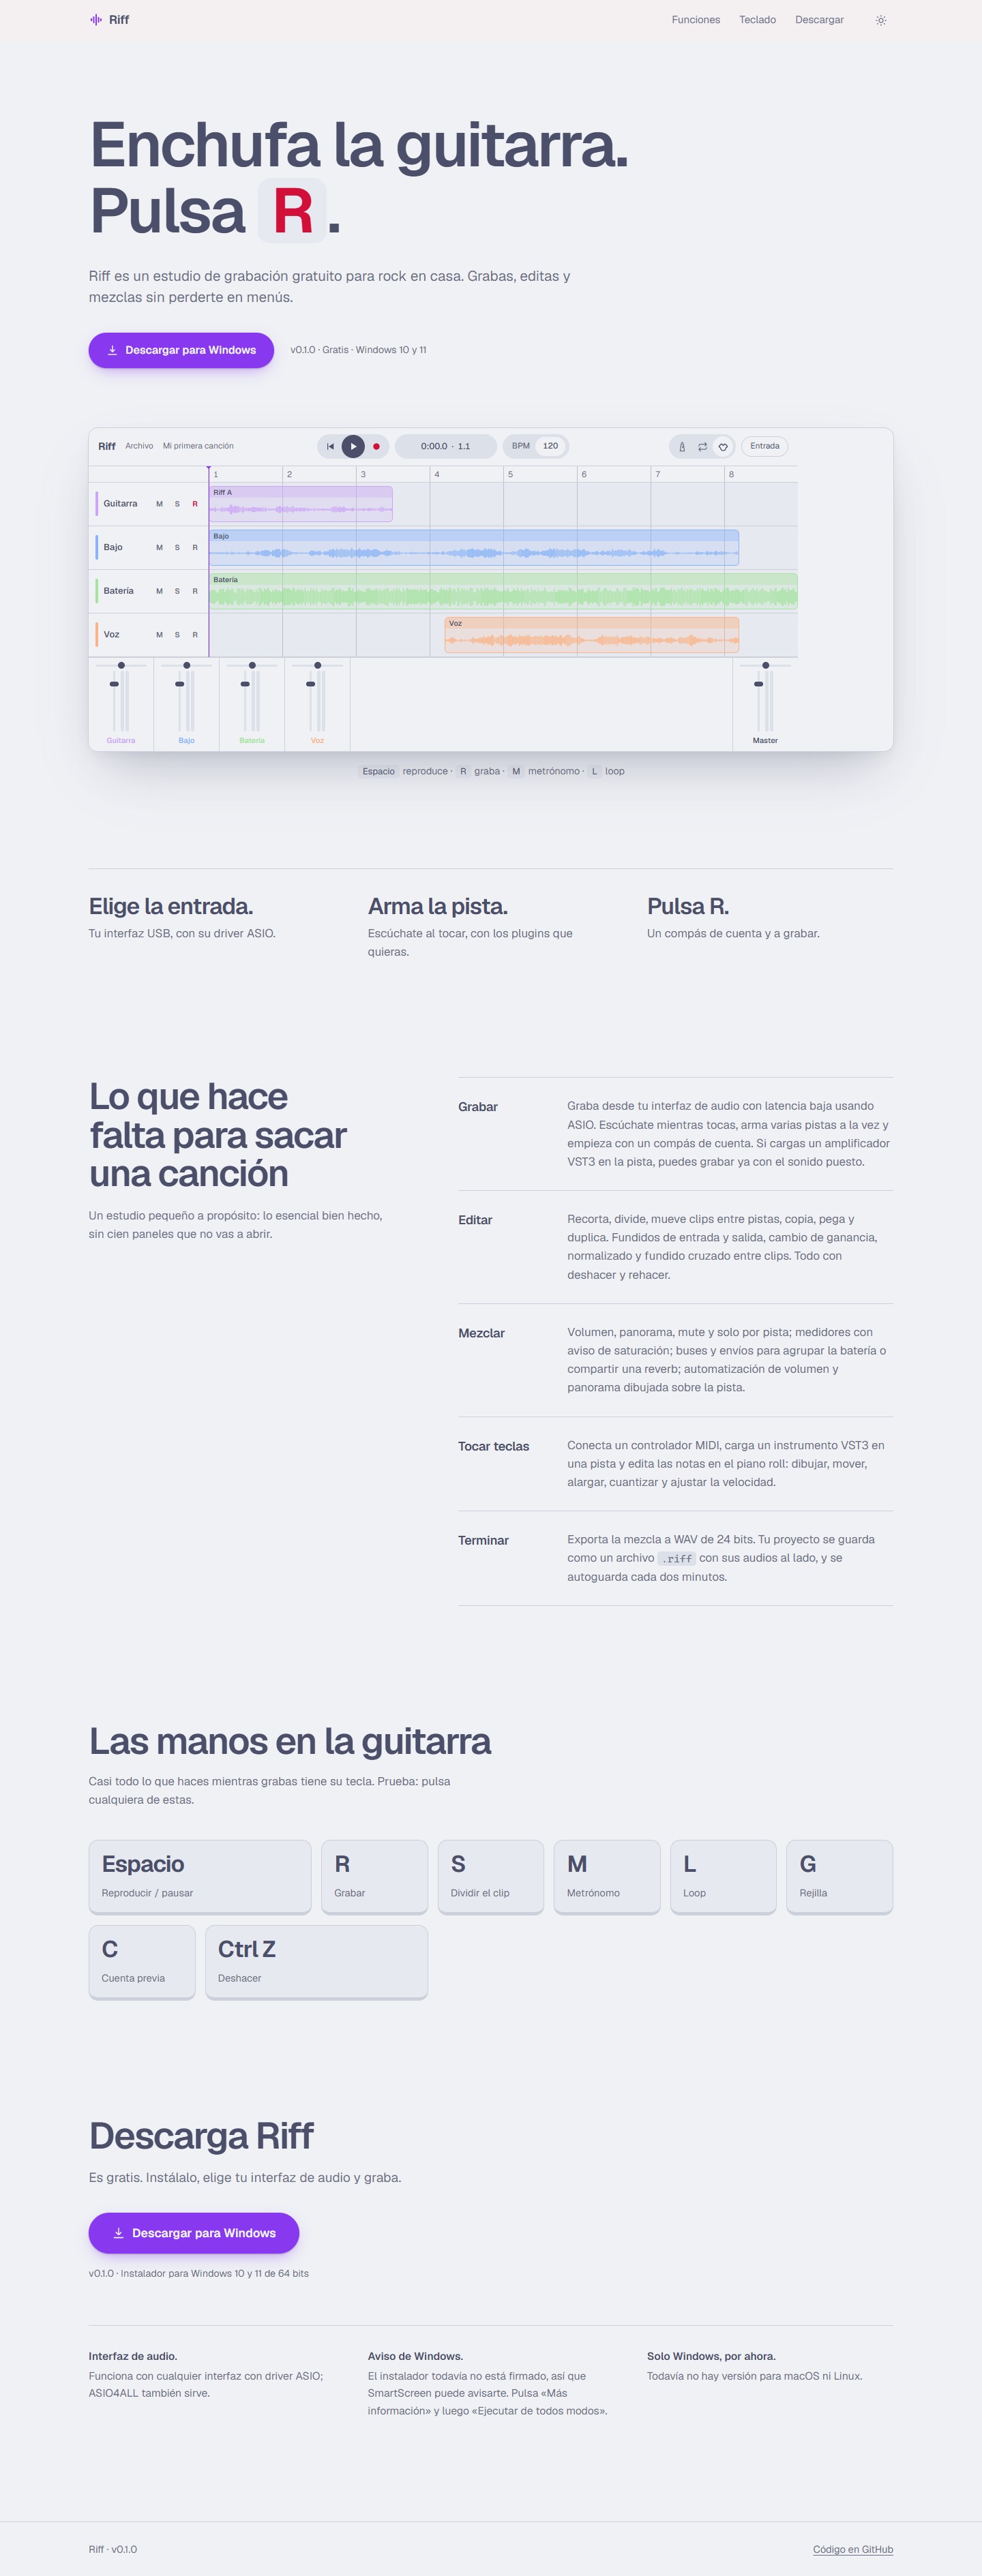 Riff
Funciones Teclado Descargar
Enchufa la guitarra.
Pulsa R.
Riff es un estudio de grabación gratuito para rock en casa. Grabas, editas y
mezclas sin perderte en menús.
Descargar para Windows
v0.1.0 · Gratis · Windows 10 y 11
Riff Archivo Mi primera canción 0:00.0 · 1.1 BPM 120 Entrada
1 2 3 4 5 6 7 8
Guitarra M S R
Riff A
Bajo M S R
Bajo
Batería M S R
Batería
Voz M S R
Voz
Guitarra Bajo Batería Voz Master
Espacio reproduce · R graba · M metrónomo · L loop
Elige la entrada.
Tu interfaz USB, con su driver ASIO.
Arma la pista.
Escúchate al tocar, con los plugins que
quieras.
Pulsa R.
Un compás de cuenta y a grabar.
Lo que hace
falta para sacar
una canción
Un estudio pequeño a propósito: lo esencial bien hecho,
sin cien paneles que no vas a abrir.
Grabar
Graba desde tu interfaz de audio con latencia baja usando
ASIO. Escúchate mientras tocas, arma varias pistas a la vez y
empieza con un compás de cuenta. Si cargas un amplificador
VST3 en la pista, puedes grabar ya con el sonido puesto.
Editar
Recorta, divide, mueve clips entre pistas, copia, pega y
duplica. Fundidos de entrada y salida, cambio de ganancia,
normalizado y fundido cruzado entre clips. Todo con
deshacer y rehacer.
Mezclar
Volumen, panorama, mute y solo por pista; medidores con
aviso de saturación; buses y envíos para agrupar la batería o
compartir una reverb; automatización de volumen y
panorama dibujada sobre la pista.
Tocar teclas
Conecta un controlador MIDI, carga un instrumento VST3 en
una pista y edita las notas en el piano roll: dibujar, mover,
alargar, cuantizar y ajustar la velocidad.
Terminar
Exporta la mezcla a WAV de 24 bits. Tu proyecto se guarda
como un archivo .riff con sus audios al lado, y se
autoguarda cada dos minutos.
Las manos en la guitarra
Casi todo lo que haces mientras grabas tiene su tecla. Prueba: pulsa
cualquiera de estas.
Espacio
Reproducir / pausar
R
Grabar
S
Dividir el clip
M
Metrónomo
L
Loop
G
Rejilla
C
Cuenta previa
Ctrl Z
Deshacer
Descarga Riff
Es gratis. Instálalo, elige tu interfaz de audio y graba.
Descargar para Windows
v0.1.0 · Instalador para Windows 10 y 11 de 64 bits
Interfaz de audio.
Funciona con cualquier interfaz con driver ASIO;
ASIO4ALL también sirve.
Aviso de Windows.
El instalador todavía no está firmado, así que
SmartScreen puede avisarte. Pulsa «Más
información» y luego «Ejecutar de todos modos».
Solo Windows, por ahora.
Todavía no hay versión para macOS ni Linux.
Riff · v0.1.0
Código en GitHub